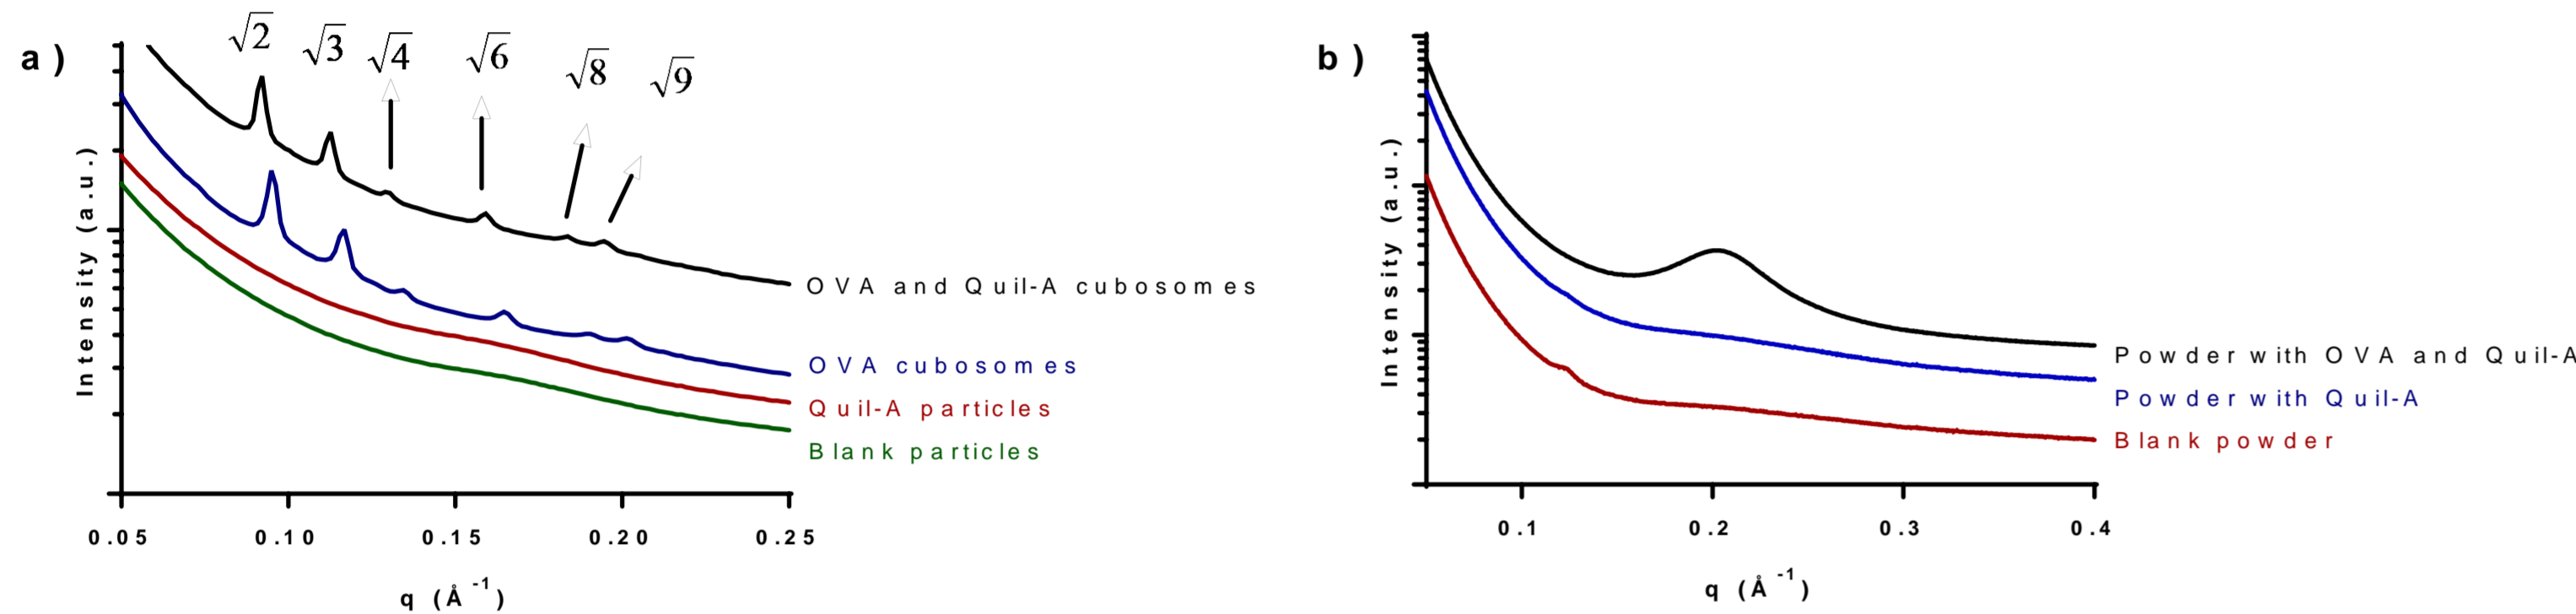 a)
√2 √3 √4 √6 √8 √9
Intensity (a.u.)
OVA and Quil-A cubosomes
OVA cubosomes
Quil-A particles
Blank particles
0.05 0.10 0.15 0.20 0.25
q (Å⁻¹)
b)
Intensity (a.u.)
Powder with OVA and Quil-A
Powder with Quil-A
Blank powder
0.1 0.2 0.3 0.4
q (Å⁻¹)